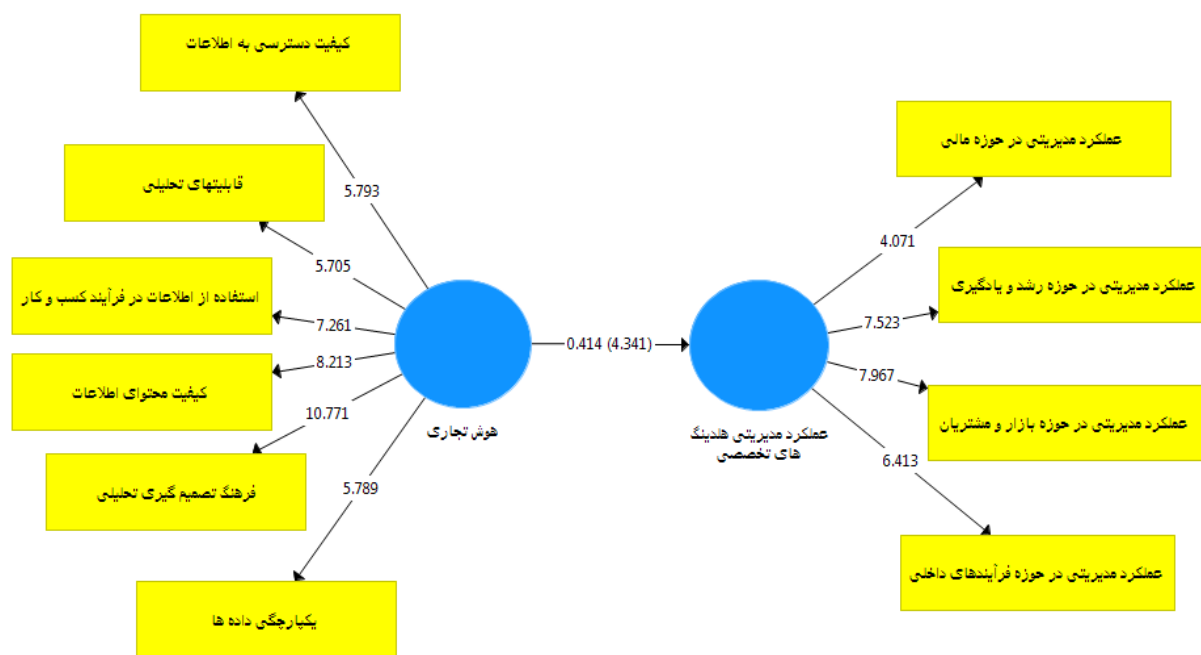 کیفیت دسترسی به اطلاعات
قابلیتهای تحلیلی
استفاده از اطلاعات در فرآیند کسب و کار
کیفیت محتوای اطلاعات
فرهنگ تصمیم گیری تحلیلی
یکپارچگی داده ها
5.793
5.705
7.261
8.213
10.771
5.789
هوش تجاری
0.414 (4.341)
عملکرد مدیریتی هلدینگ
های تخصصی
4.071
7.523
7.967
6.413
عملکرد مدیریتی در حوزه مالی
عملکرد مدیریتی در حوزه رشد و یادگیری
عملکرد مدیریتی در حوزه بازار و مشتریان
عملکرد مدیریتی در حوزه فرآیندهای داخلی